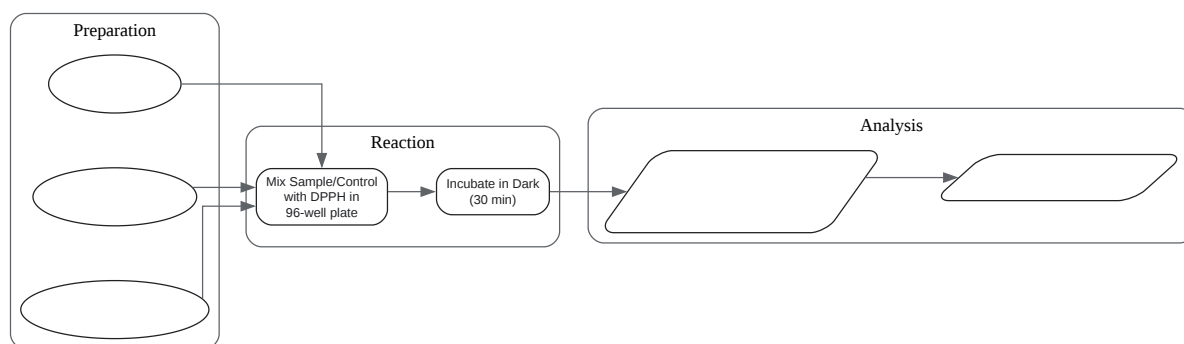 Preparation
Reaction
Mix Sample/Control
with DPPH in
96-well plate
Incubate in Dark
(30 min)
Analysis